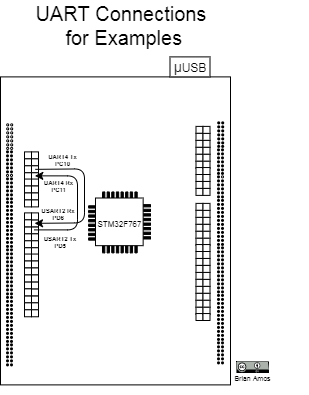 UART Connections
for Examples
µUSB
UART4 Tx
PC10
UART4 Rx
PC11
USART2 Rx
PD6
USART2 Tx
PD5
STM32F767
cc
Brian Amos